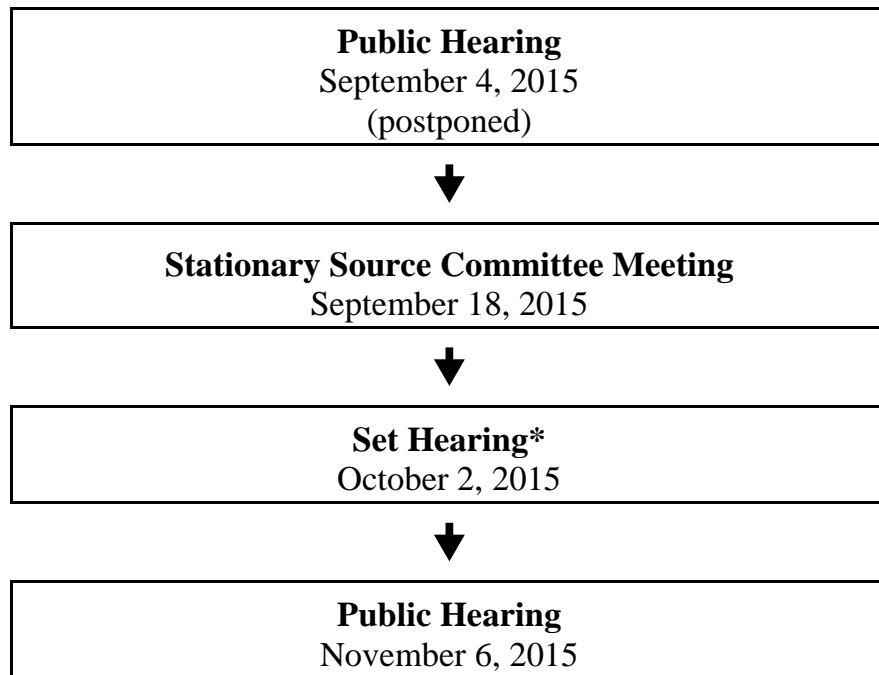 Public Hearing
September 4, 2015
(postponed)
Stationary Source Committee Meeting
September 18, 2015
Set Hearing*
October 2, 2015
Public Hearing
November 6, 2015